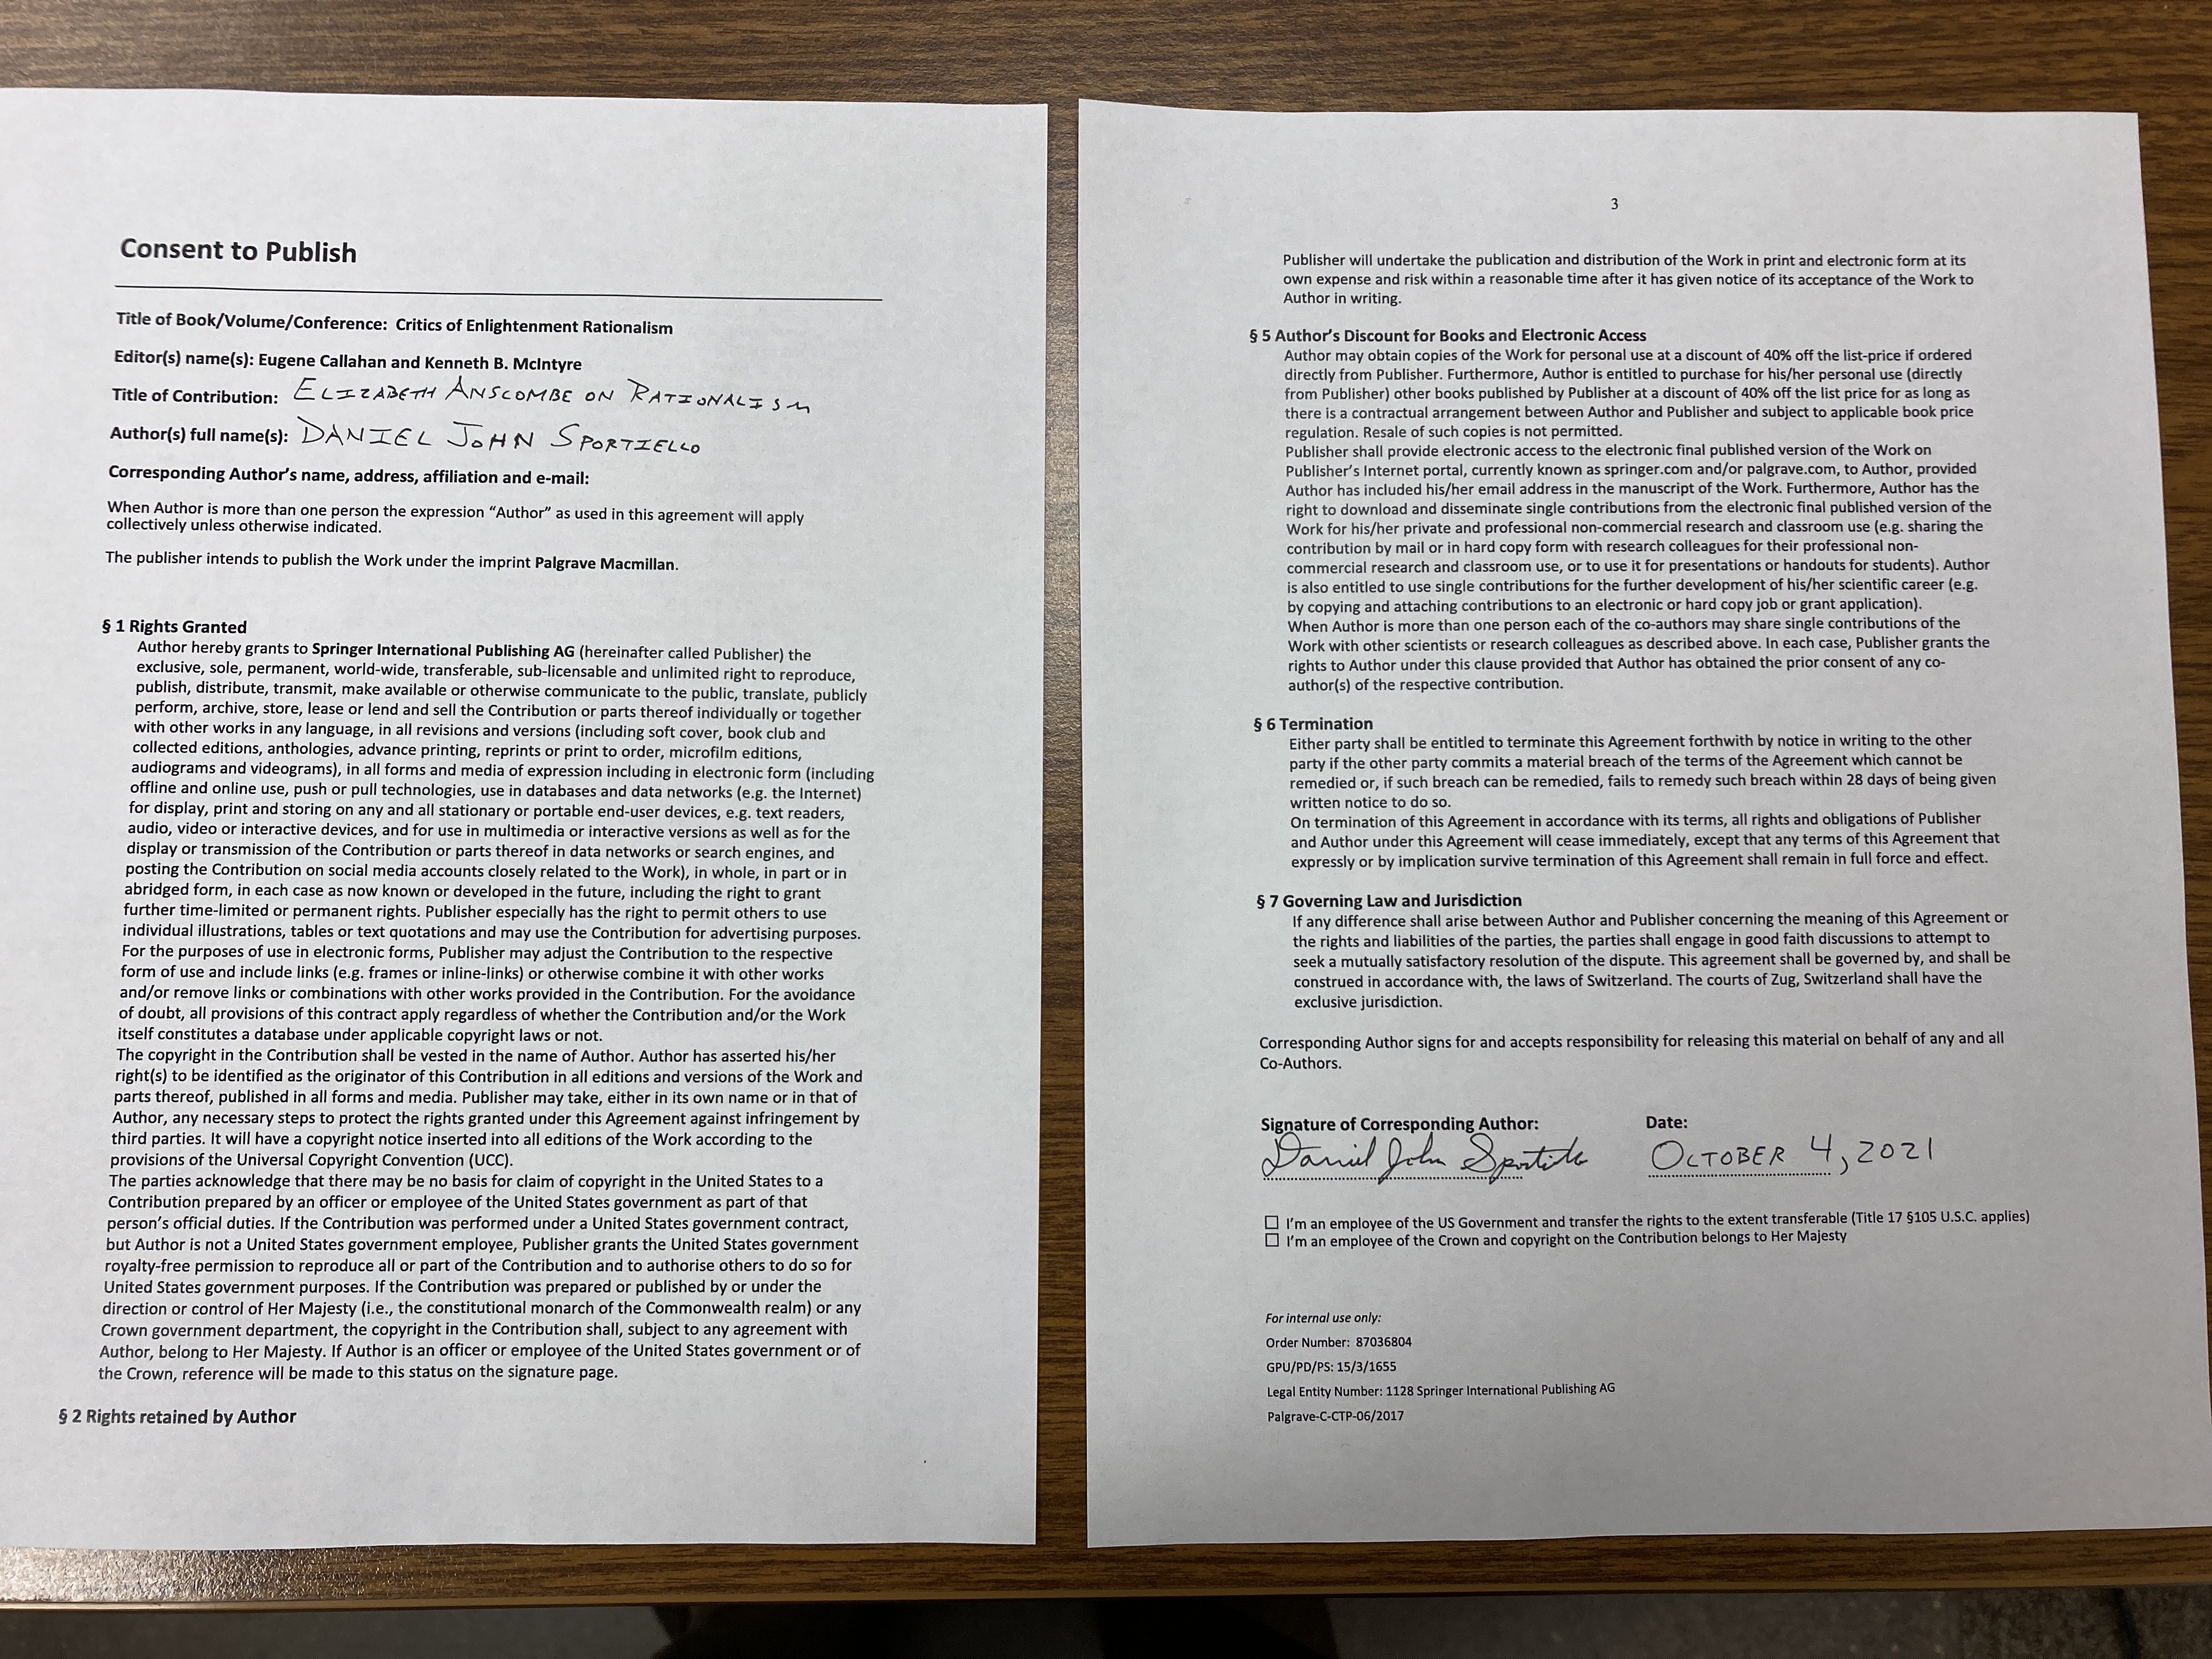 Consent to Publish
Title of Book/Volume/Conference: Critics of Enlightenment Rationalism
Editor(s) name(s): Eugene Callahan and Kenneth B. McIntyre
Title of Contribution: ELIZABETH ANSCOMBE ON RATIONALISM
Author(s) full name(s): DANIEL JOHN SPORTIELLO
Corresponding Author's name, address, affiliation and e-mail:
When Author is more than one person the expression “Author” as used in this agreement will apply
collectively unless otherwise indicated.
The publisher intends to publish the Work under the imprint Palgrave Macmillan.
§ 1 Rights Granted
Author hereby grants to Springer International Publishing AG (hereinafter called Publisher) the
exclusive, sole, permanent, world-wide, transferable, sub-licensable and unlimited right to reproduce,
publish, distribute, transmit, make available or otherwise communicate to the public, translate, publicly
perform, archive, store, lease or lend and sell the Contribution or parts thereof individually or together
with other works in any language, in all revisions and versions (including soft cover, book club and
collected editions, anthologies, advance printing, reprints or print to order, microfilm editions,
audiograms and videograms), in all forms and media of expression including in electronic form (including
offline and online use, push or pull technologies, use in databases and data networks (e.g. the Internet)
for display, print and storing on any and all stationary or portable end-user devices, e.g. text readers,
audio, video or interactive devices, and for use in multimedia or interactive versions as well as for the
display or transmission of the Contribution or parts thereof in data networks or search engines, and
posting the Contribution on social media accounts closely related to the Work), in whole, in part or in
abridged form, in each case as now known or developed in the future, including the right to grant
further time-limited or permanent rights. Publisher especially has the right to permit others to use
individual illustrations, tables or text quotations and may use the Contribution for advertising purposes.
For the purposes of use in electronic forms, Publisher may adjust the Contribution to the respective
form of use and include links (e.g. frames or inline-links) or otherwise combine it with other works
and/or remove links or combinations with other works provided in the Contribution. For the avoidance
of doubt, all provisions of this contract apply regardless of whether the Contribution and/or the Work
itself constitutes a database under applicable copyright laws or not.
The copyright in the Contribution shall be vested in the name of Author. Author has asserted his/her
right(s) to be identified as the originator of this Contribution in all editions and versions of the Work and
parts thereof, published in all forms and media. Publisher may take, either in its own name or in that of
Author, any necessary steps to protect the rights granted under this Agreement against infringement by
third parties. It will have a copyright notice inserted into all editions of the Work according to the
provisions of the Universal Copyright Convention (UCC).
The parties acknowledge that there may be no basis for claim of copyright in the United States to a
Contribution prepared by an officer or employee of the United States government as part of that
person's official duties. If the Contribution was performed under a United States government contract,
but Author is not a United States government employee, Publisher grants the United States government
royalty-free permission to reproduce all or part of the Contribution and to authorise others to do so for
United States government purposes. If the Contribution was prepared or published by or under the
direction or control of Her Majesty (i.e., the constitutional monarch of the Commonwealth realm) or any
Crown government department, the copyright in the Contribution shall, subject to any agreement with
Author, belong to Her Majesty. If Author is an officer or employee of the United States government or of
the Crown, reference will be made to this status on the signature page.
§ 2 Rights retained by Author
3
Publisher will undertake the publication and distribution of the Work in print and electronic form at its
own expense and risk within a reasonable time after it has given notice of its acceptance of the Work to
Author in writing.
§ 5 Author's Discount for Books and Electronic Access
Author may obtain copies of the Work for personal use at a discount of 40% off the list-price if ordered
directly from Publisher. Furthermore, Author is entitled to purchase for his/her personal use (directly
from Publisher) other books published by Publisher at a discount of 40% off the list price for as long as
there is a contractual arrangement between Author and Publisher and subject to applicable book price
regulation. Resale of such copies is not permitted.
Publisher shall provide electronic access to the electronic final published version of the Work on
Publisher's Internet portal, currently known as springer.com and/or palgrave.com, to Author, provided
Author has included his/her email address in the manuscript of the Work. Furthermore, Author has the
right to download and disseminate single contributions from the electronic final published version of the
Work for his/her private and professional non-commercial research and classroom use (e.g. sharing the
contribution by mail or in hard copy form with research colleagues for their professional non-
commercial research and classroom use, or to use it for presentations or handouts for students). Author
is also entitled to use single contributions for the further development of his/her scientific career (e.g.
by copying and attaching contributions to an electronic or hard copy job or grant application).
When Author is more than one person each of the co-authors may share single contributions of the
Work with other scientists or research colleagues as described above. In each case, Publisher grants the
rights to Author under this clause provided that Author has obtained the prior consent of any co-
author(s) of the respective contribution.
§ 6 Termination
Either party shall be entitled to terminate this Agreement forthwith by notice in writing to the other
party if the other party commits a material breach of the terms of the Agreement which cannot be
remedied or, if such breach can be remedied, fails to remedy such breach within 28 days of being given
written notice to do so.
On termination of this Agreement in accordance with its terms, all rights and obligations of Publisher
and Author under this Agreement will cease immediately, except that any terms of this Agreement that
expressly or by implication survive termination of this Agreement shall remain in full force and effect.
§ 7 Governing Law and Jurisdiction
If any difference shall arise between Author and Publisher concerning the meaning of this Agreement or
the rights and liabilities of the parties, the parties shall engage in good faith discussions to attempt to
seek a mutually satisfactory resolution of the dispute. This agreement shall be governed by, and shall be
construed in accordance with, the laws of Switzerland. The courts of Zug, Switzerland shall have the
exclusive jurisdiction.
Corresponding Author signs for and accepts responsibility for releasing this material on behalf of any and all
Co-Authors.
Signature of Corresponding Author: Date:
Daniel John Sportiello OCTOBER 4, 2021
I'm an employee of the US Government and transfer the rights to the extent transferable (Title 17 §105 U.S.C. applies)
I'm an employee of the Crown and copyright on the Contribution belongs to Her Majesty
For internal use only:
Order Number: 87036804
GPU/PD/PS: 15/3/1655
Legal Entity Number: 1128 Springer International Publishing AG
Palgrave-C-CTP-06/2017